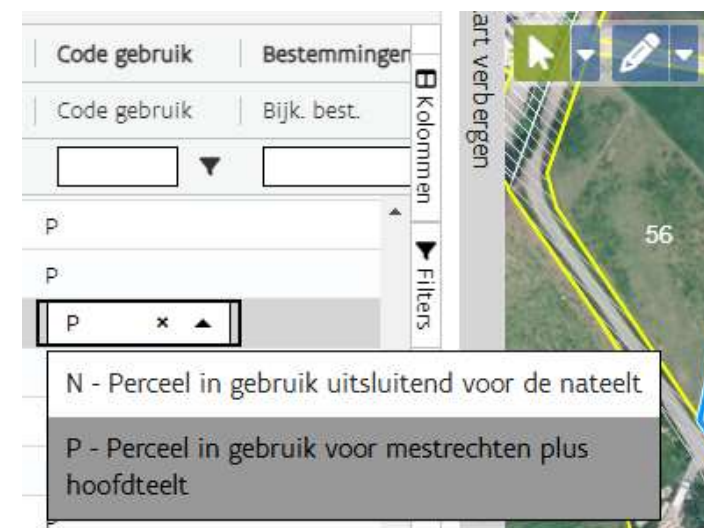 Code gebruik Bestemmingen
Code gebruik Bijk. best.
Kolommen
Filters
art verbergen
P
P
P × ▲
N - Perceel in gebruik uitsluitend voor de nateelt
P - Perceel in gebruik voor mestrechten plus
hoofdteelt
56